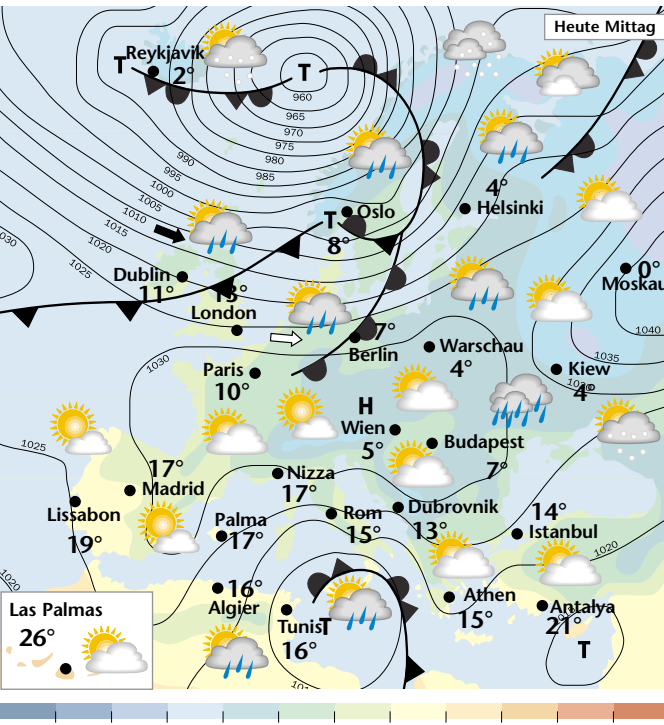 Heute Mittag
Reykjavik
T
2°
T
960
965
970
975
980
985
990
995
1000
1005
1010
1015
1020
1025
030
4°
Helsinki
Oslo
T
8°
Dublin
11°
13°
London
0°
Moskau
1040
1035
7°
Berlin
Warschau
4°
1030
Paris
10°
Kiew
4°
H
Wien
5°
Budapest
7°
1025
17°
Madrid
Nizza
17°
Lissabon
19°
Palma
17°
Rom
15°
Dubrovnik
13°
14°
Istanbul
1020
1020
16°
Algier
Tunis
T
16°
Athen
15°
Antalya
21°
T
Las Palmas
26°